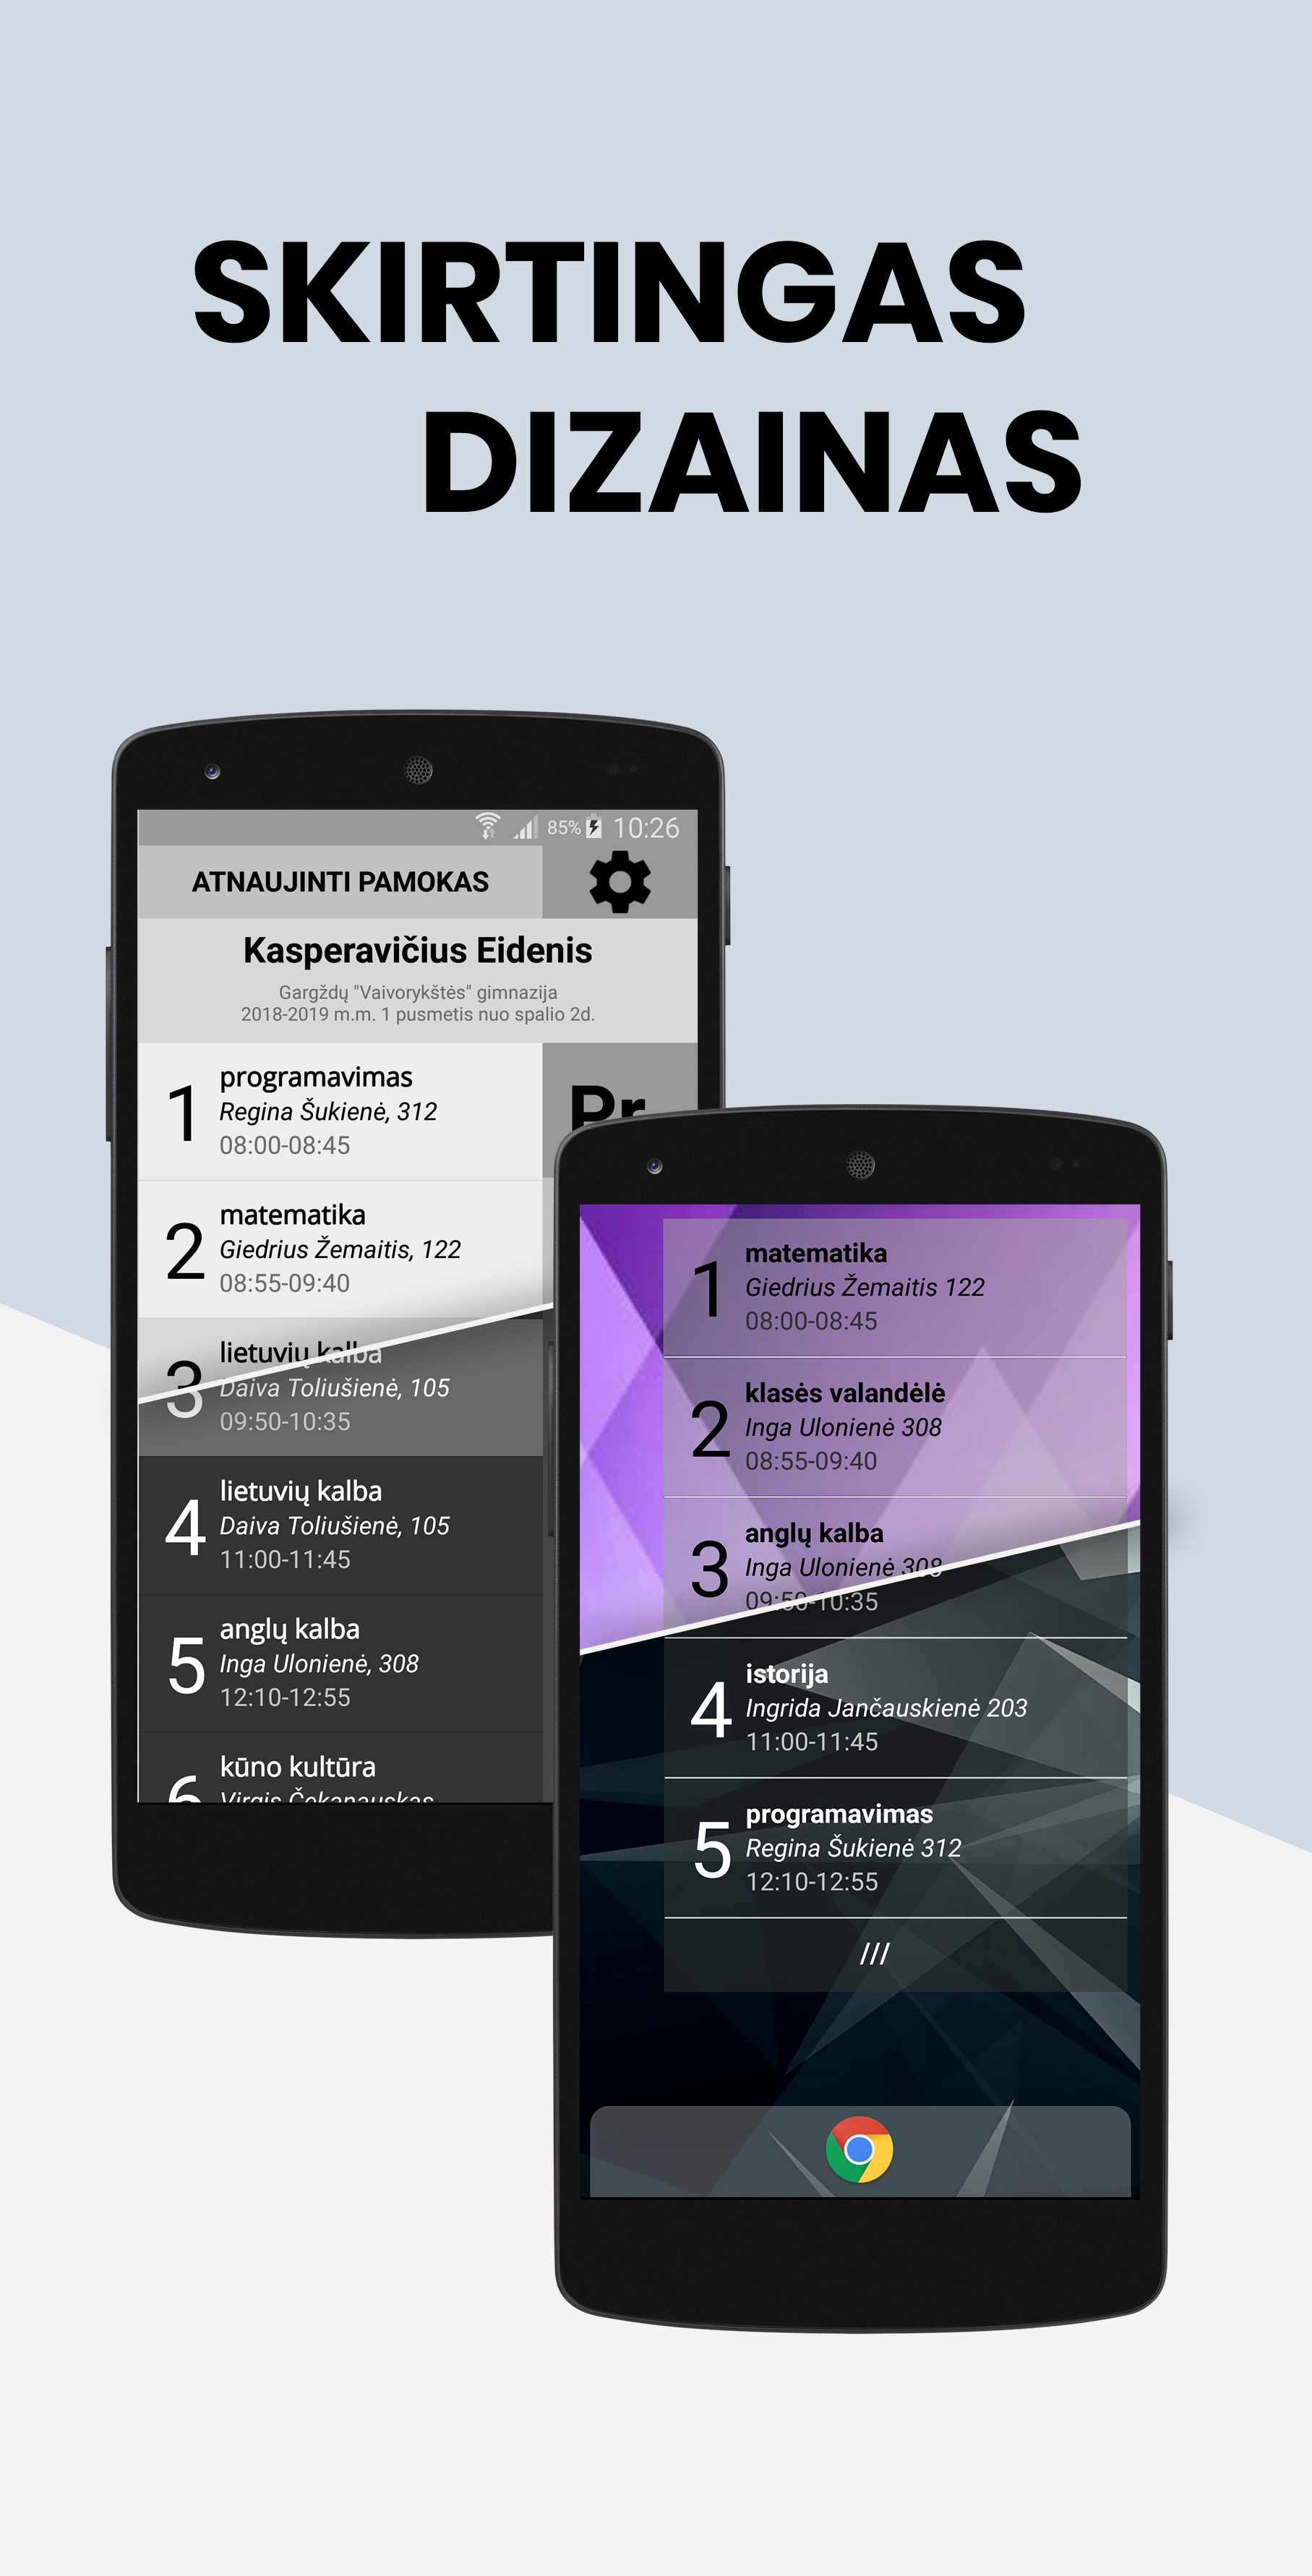 SKIRTINGAS
DIZAINAS
85% 10:26
ATNAUJINTI PAMOKAS
Kasperavičius Eidenis
Gargždų "Vaivorykštės" gimnazija
2018-2019 m.m. 1 pusmetis nuo spalio 2d.
1
programavimas
Regina Šukienė, 312
08:00-08:45
Pr
2
matematika
Giedrius Žemaitis, 122
08:55-09:40
3
lietuvių kalba
Daiva Toliušienė, 105
09:50-10:35
4
lietuvių kalba
Daiva Toliušienė, 105
11:00-11:45
5
anglų kalba
Inga Ulonienė, 308
12:10-12:55
6
kūno kultūra
Virgis Čekanauskas
1
matematika
Giedrius Žemaitis 122
08:00-08:45
2
klasės valandėlė
Inga Ulonienė 308
08:55-09:40
3
anglų kalba
Inga Ulonienė 308
09:50-10:35
4
istorija
Ingrida Jančauskienė 203
11:00-11:45
5
programavimas
Regina Šukienė 312
12:10-12:55
///